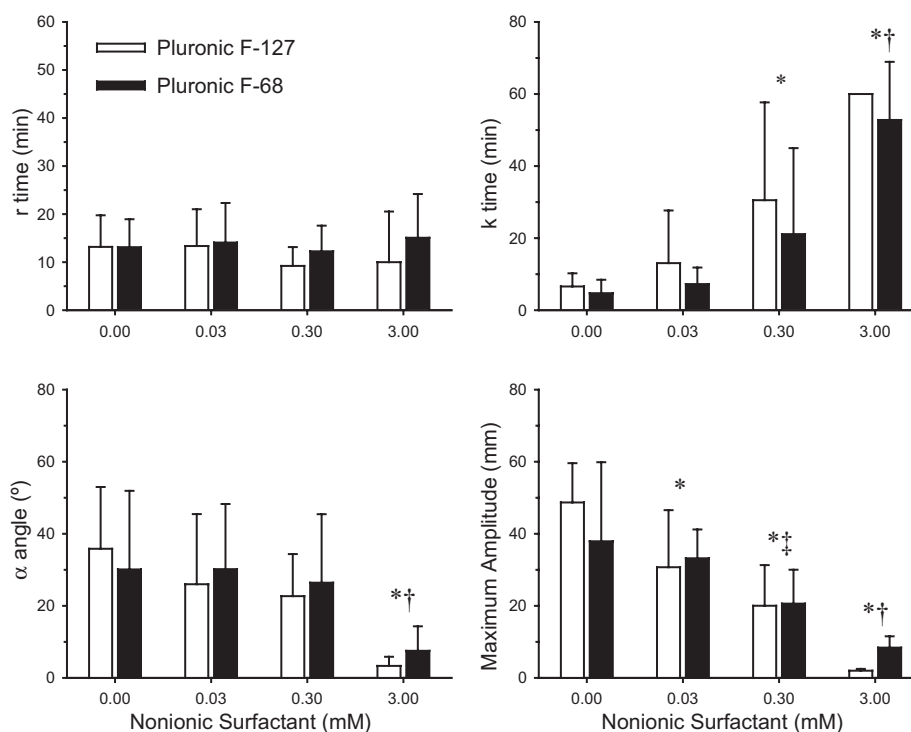 60
50
40
30
20
10
0
r time (min)
Pluronic F-127
Pluronic F-68
0.00 0.03 0.30 3.00
80
60
40
20
0
k time (min)
*
*†
0.00 0.03 0.30 3.00
80
60
40
20
0
α angle (º)
*†
0.00 0.03 0.30 3.00
Nonionic Surfactant (mM)
80
60
40
20
0
Maximum Amplitude (mm)
*
*‡
*†
0.00 0.03 0.30 3.00
Nonionic Surfactant (mM)